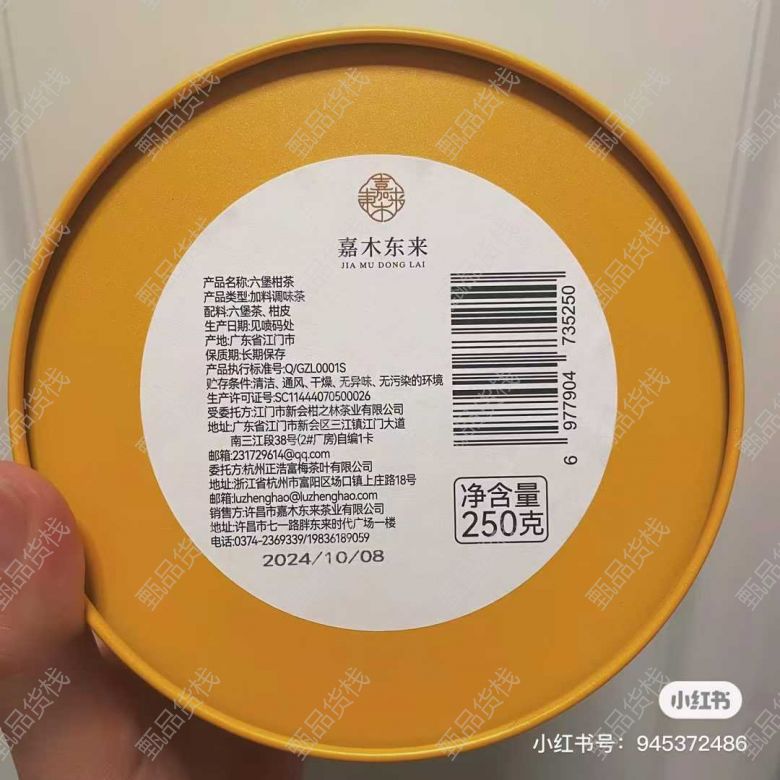 嘉木东来
嘉木东来
JIA MU DONG LAI
产品名称:六堡柑茶
产品类型:加料调味茶
配料:六堡茶、柑皮
生产日期:见喷码处
产地:广东省江门市
保质期:长期保存
产品执行标准号:Q/GZL0001S
贮存条件:清洁、通风、干燥、无异味、无污染的环境
生产许可证号:SC11444070500026
受委托方:江门市新会柑之林茶业有限公司
地址:广东省江门市新会区三江镇江门大道
南三江段38号(2#厂房)自编1卡
邮箱:231729614@qq.com
委托方:杭州正浩富梅茶叶有限公司
地址:浙江省杭州市富阳区场口镇上庄路18号
邮箱:luzhenghao@luzhenghao.com
销售方:许昌市嘉木东来茶业有限公司
地址:许昌市七一路胖东来时代广场一楼
电话:0374-2369339/19836189059
2024/10/08
6 977904 735250
净含量
250克
甄品货栈
小红书
小红书号：945372486